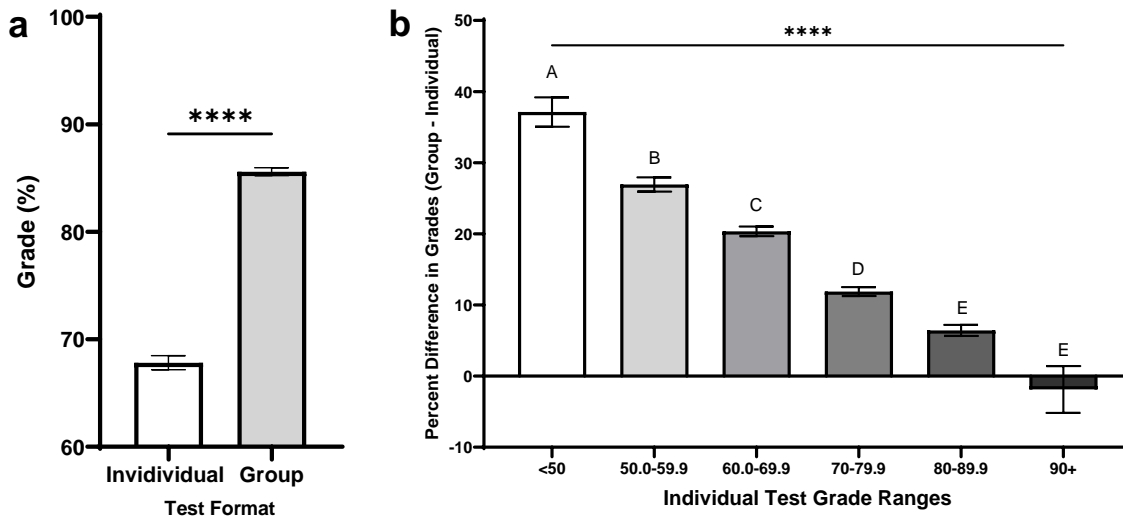 a
100
90
80
70
60
Grade (%)
****
Invidividual Group
Test Format
b
50
40
30
20
10
0
-10
Percent Difference in Grades (Group - Individual)
****
A
B
C
D
E
E
<50 50.0-59.9 60.0-69.9 70-79.9 80-89.9 90+
Individual Test Grade Ranges